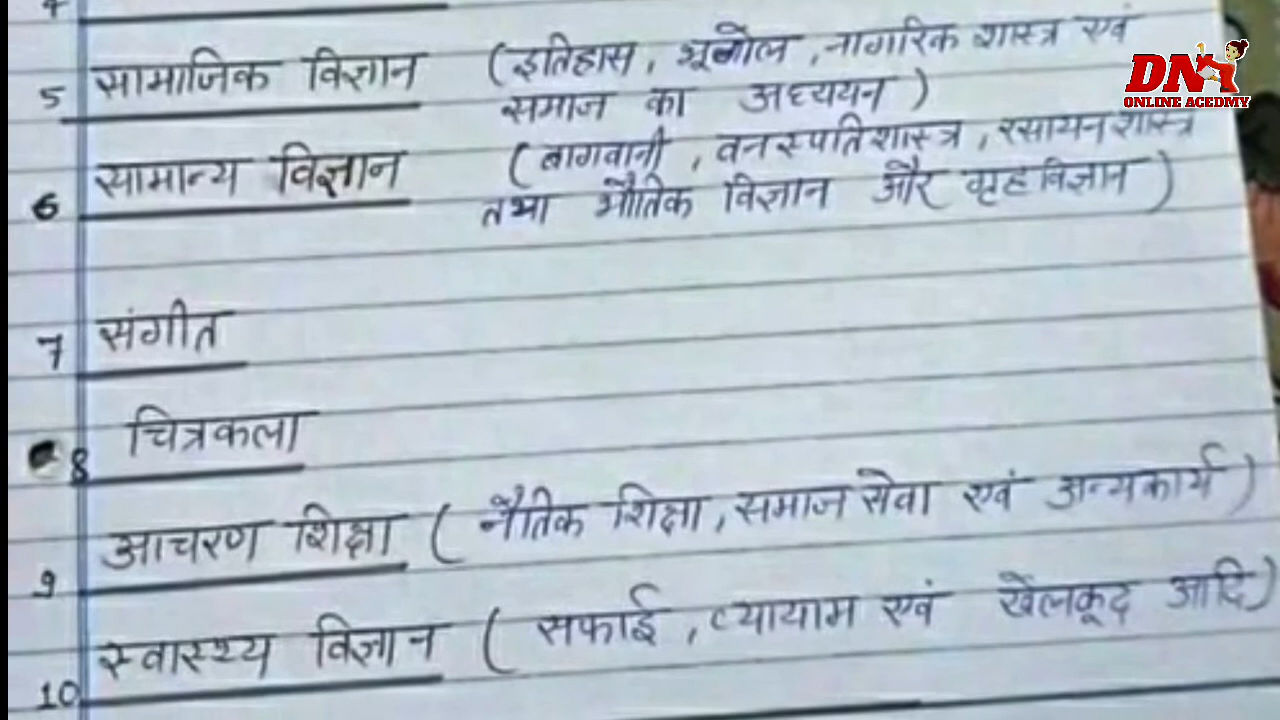 5 सामाजिक विज्ञान (इतिहास, भूगोल, नागरिक शास्त्र एवं
समाज का अध्ययन)
6 सामान्य विज्ञान (बागवानी, वनस्पतिशास्त्र, रसायनशास्त्र
तथा भौतिक विज्ञान और गृहविज्ञान)
7 संगीत
8 चित्रकला
9 आचरण शिक्षा (नैतिक शिक्षा, समाज सेवा एवं अन्यकार्य)
10 स्वास्थ्य विज्ञान (सफाई, व्यायाम एवं खेलकूद आदि)
DNA
ONLINE ACEDMY